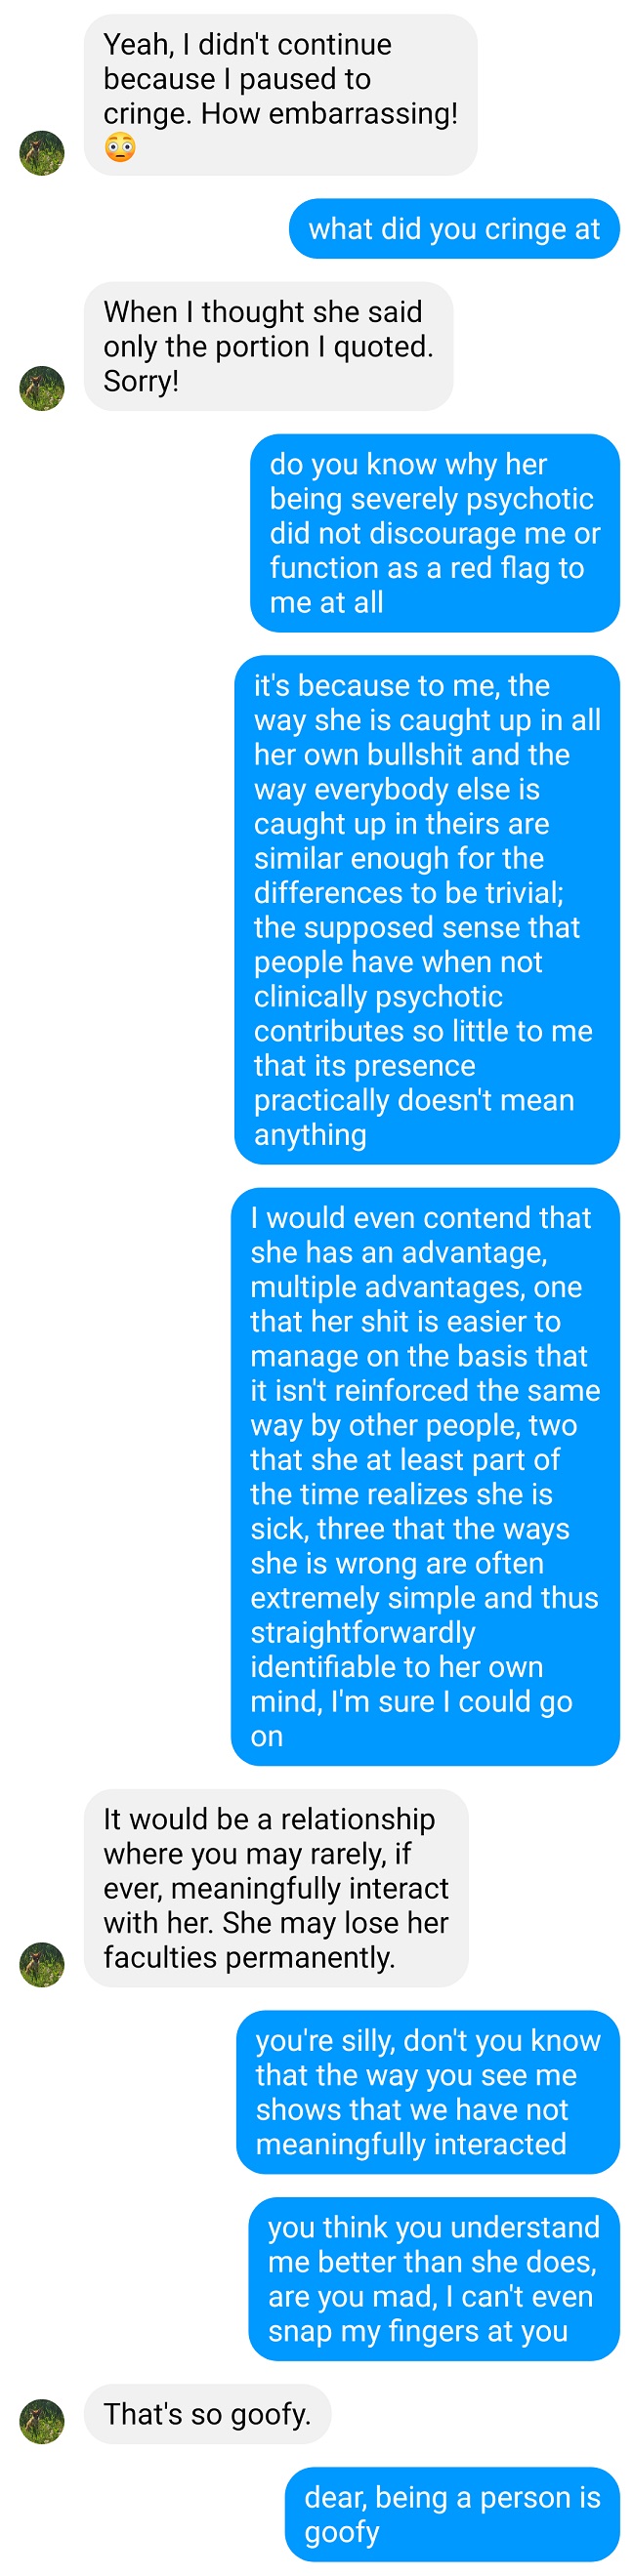 Yeah, I didn't continue
because I paused to
cringe. How embarrassing!
😳
what did you cringe at
When I thought she said
only the portion I quoted.
Sorry!
do you know why her
being severely psychotic
did not discourage me or
function as a red flag to
me at all
it's because to me, the
way she is caught up in all
her own bullshit and the
way everybody else is
caught up in theirs are
similar enough for the
differences to be trivial;
the supposed sense that
people have when not
clinically psychotic
contributes so little to me
that its presence
practically doesn't mean
anything
I would even contend that
she has an advantage,
multiple advantages, one
that her shit is easier to
manage on the basis that
it isn't reinforced the same
way by other people, two
that she at least part of
the time realizes she is
sick, three that the ways
she is wrong are often
extremely simple and thus
straightforwardly
identifiable to her own
mind, I'm sure I could go
on
It would be a relationship
where you may rarely, if
ever, meaningfully interact
with her. She may lose her
faculties permanently.
you're silly, don't you know
that the way you see me
shows that we have not
meaningfully interacted
you think you understand
me better than she does,
are you mad, I can't even
snap my fingers at you
That's so goofy.
dear, being a person is
goofy